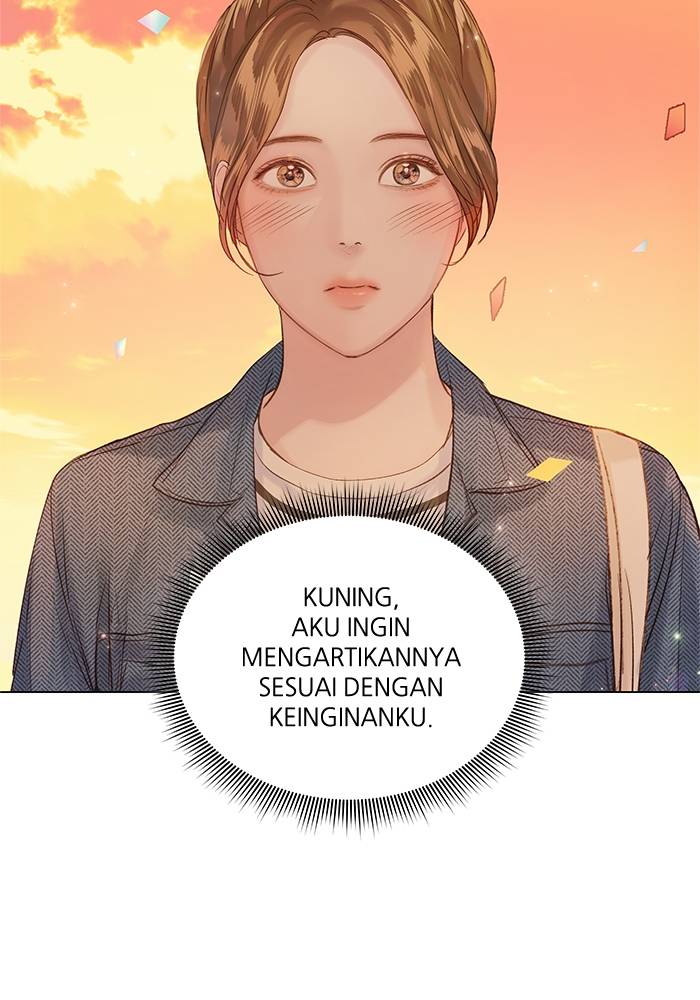 KUNING,
AKU INGIN
MENGARTIKANNYA
SESUAI DENGAN
KEINGINANKU.